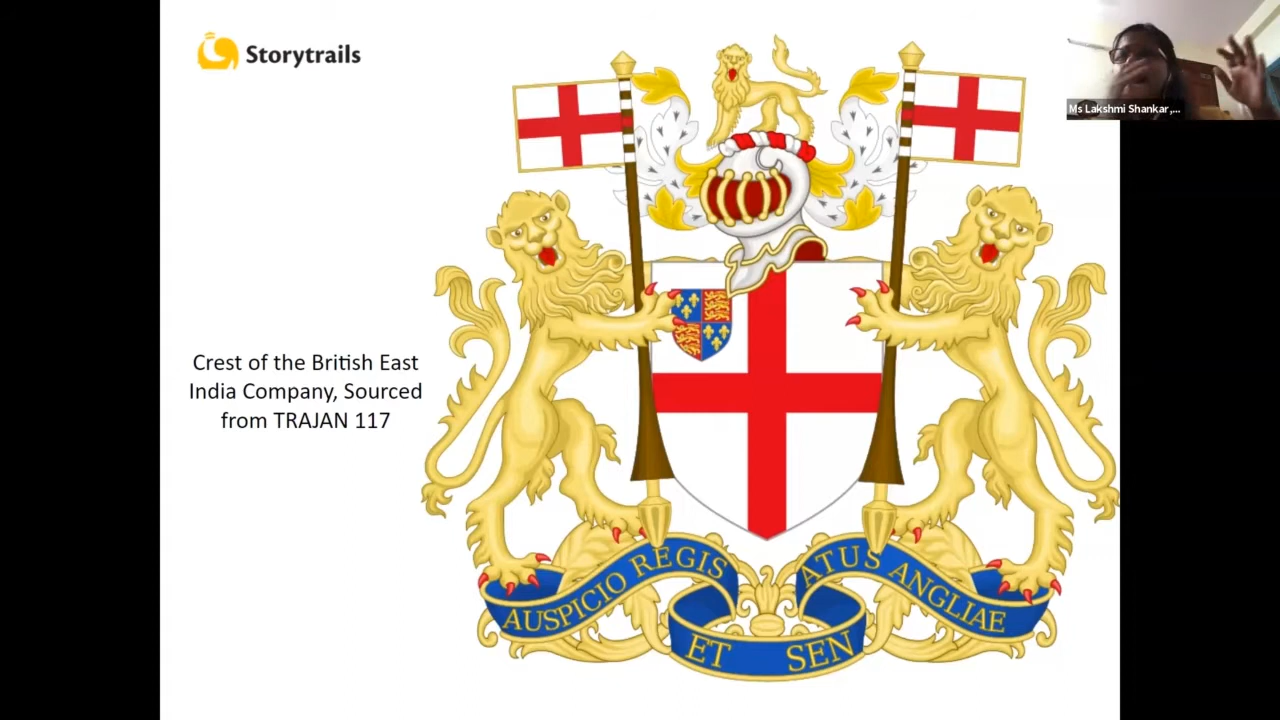 Storytrails
Ms Lakshmi Shankar,...
Crest of the British East
India Company, Sourced
from TRAJAN 117
AUSPICIO REGIS
ET SEN
ATUS ANGLIAE